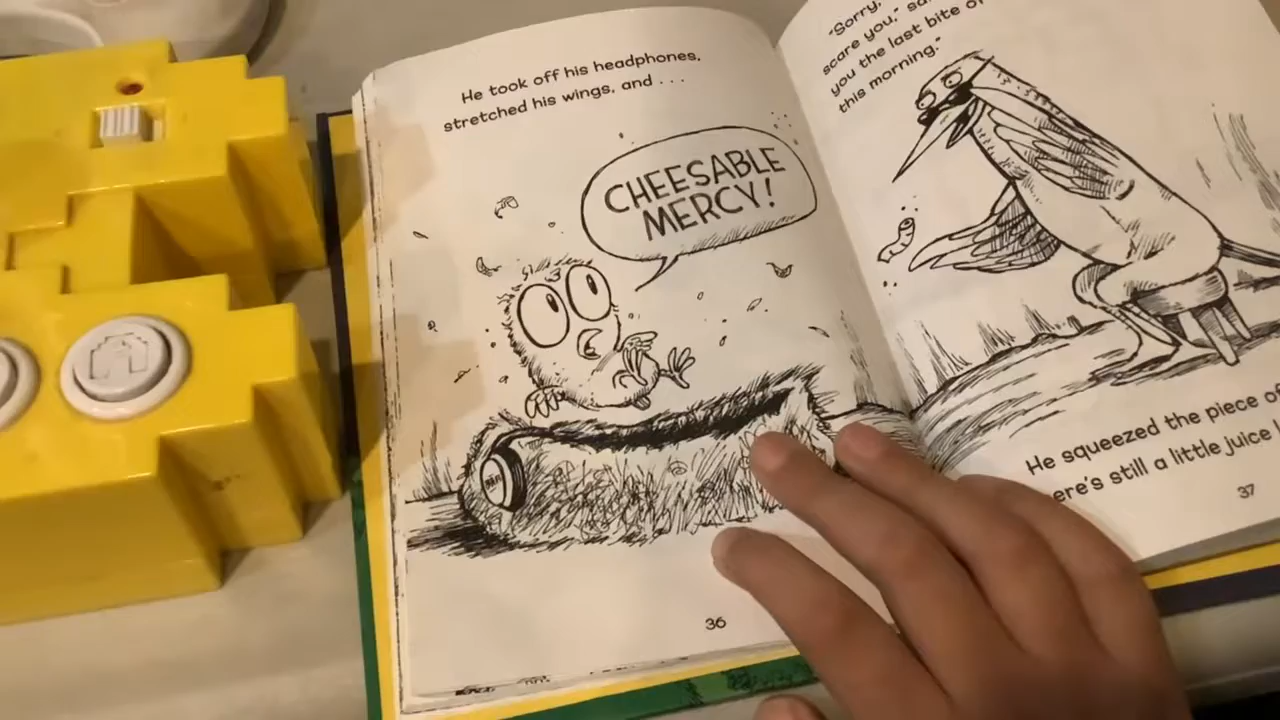 He took off his headphones,
stretched his wings, and . . .
CHEESABLE
MERCY!
36
"Sorry,
scare you,"
you the last bite of
this morning."
He squeezed the piece of
ere's still a little juice
37